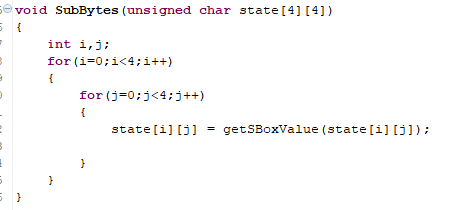 void SubBytes(unsigned char state[4][4])
{
    int i,j;
    for(i=0;i<4;i++)
    {
        for(j=0;j<4;j++)
        {
            state[i][j] = getSBoxValue(state[i][j]);

        }
    }
}